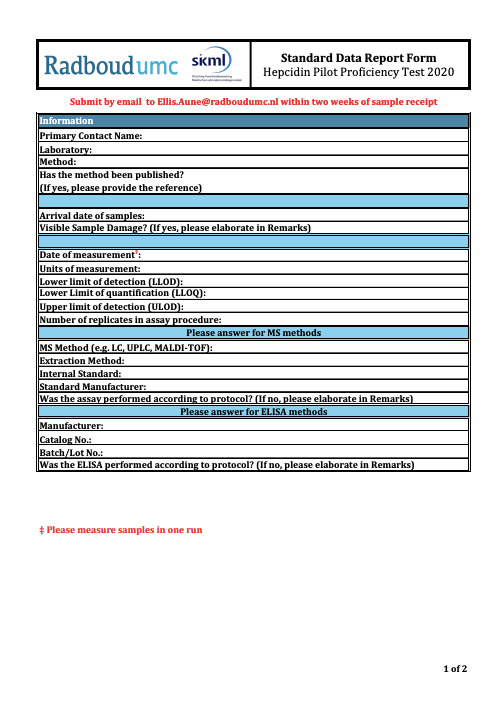 Radboudumc
skml
Standard Data Report Form
Hepcidin Pilot Proficiency Test 2020
Submit by email to Ellis.Aune@radboudumc.nl within two weeks of sample receipt
Information
Primary Contact Name:
Laboratory:
Method:
Has the method been published?
(If yes, please provide the reference)
Arrival date of samples:
Visible Sample Damage? (If yes, please elaborate in Remarks)
Date of measurement‡:
Units of measurement:
Lower limit of detection (LLOD):
Lower Limit of quantification (LLOQ):
Upper limit of detection (ULOD):
Number of replicates in assay procedure:
Please answer for MS methods
MS Method (e.g. LC, UPLC, MALDI-TOF):
Extraction Method:
Internal Standard:
Standard Manufacturer:
Was the assay performed according to protocol? (If no, please elaborate in Remarks)
Please answer for ELISA methods
Manufacturer:
Catalog No.:
Batch/Lot No.:
Was the ELISA performed according to protocol? (If no, please elaborate in Remarks)
‡ Please measure samples in one run
1 of 2